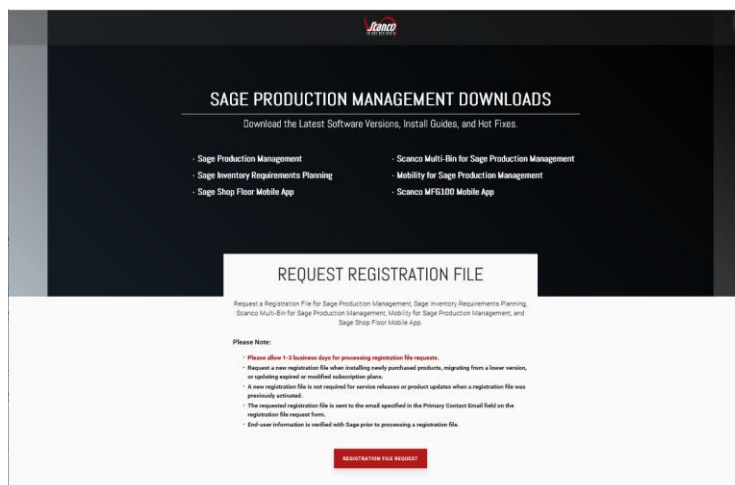 Scanco
SAGE PRODUCTION MANAGEMENT DOWNLOADS
Download the Latest Software Versions, Install Guides, and Hot Fixes.
- Sage Production Management
- Sage Inventory Requirements Planning
- Sage Shop Floor Mobile App
- Scanco Multi-Bin for Sage Production Management
- Mobility for Sage Production Management
- Scanco MFG100 Mobile App
REQUEST REGISTRATION FILE
Request a Registration File for Sage Production Management, Sage Inventory Requirements Planning,
Scanco Multi-Bin for Sage Production Management, Mobility for Sage Production Management, and
Sage Shop Floor Mobile App.
Please Note:
• Please allow 1-3 business days for processing registration file requests.
• Request a new registration file when installing newly purchased products, migrating from a lower version,
or updating expired or modified subscription plans.
• A new registration file is not required for service releases or product updates when a registration file was
previously activated.
• The requested registration file is sent to the email specified in the Primary Contact Email field on the
registration file request form.
• End-user information is verified with Sage prior to processing a registration file.
REGISTRATION FILE REQUEST